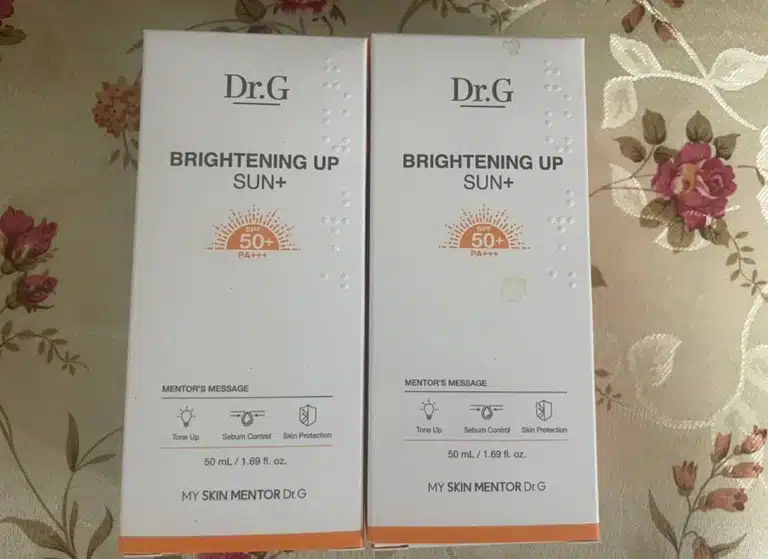 Dr.G
BRIGHTENING UP
SUN+
SPF
50+
PA+++
MENTOR'S MESSAGE
Tone Up
Sebum Control
Skin Protection
50 mL / 1.69 fl. oz.
MY SKIN MENTOR Dr.G
Dr.G
BRIGHTENING UP
SUN+
SPF
50+
PA+++
MENTOR'S MESSAGE
Tone Up
Sebum Control
Skin Protection
50 mL / 1.69 fl. oz.
MY SKIN MENTOR Dr.G